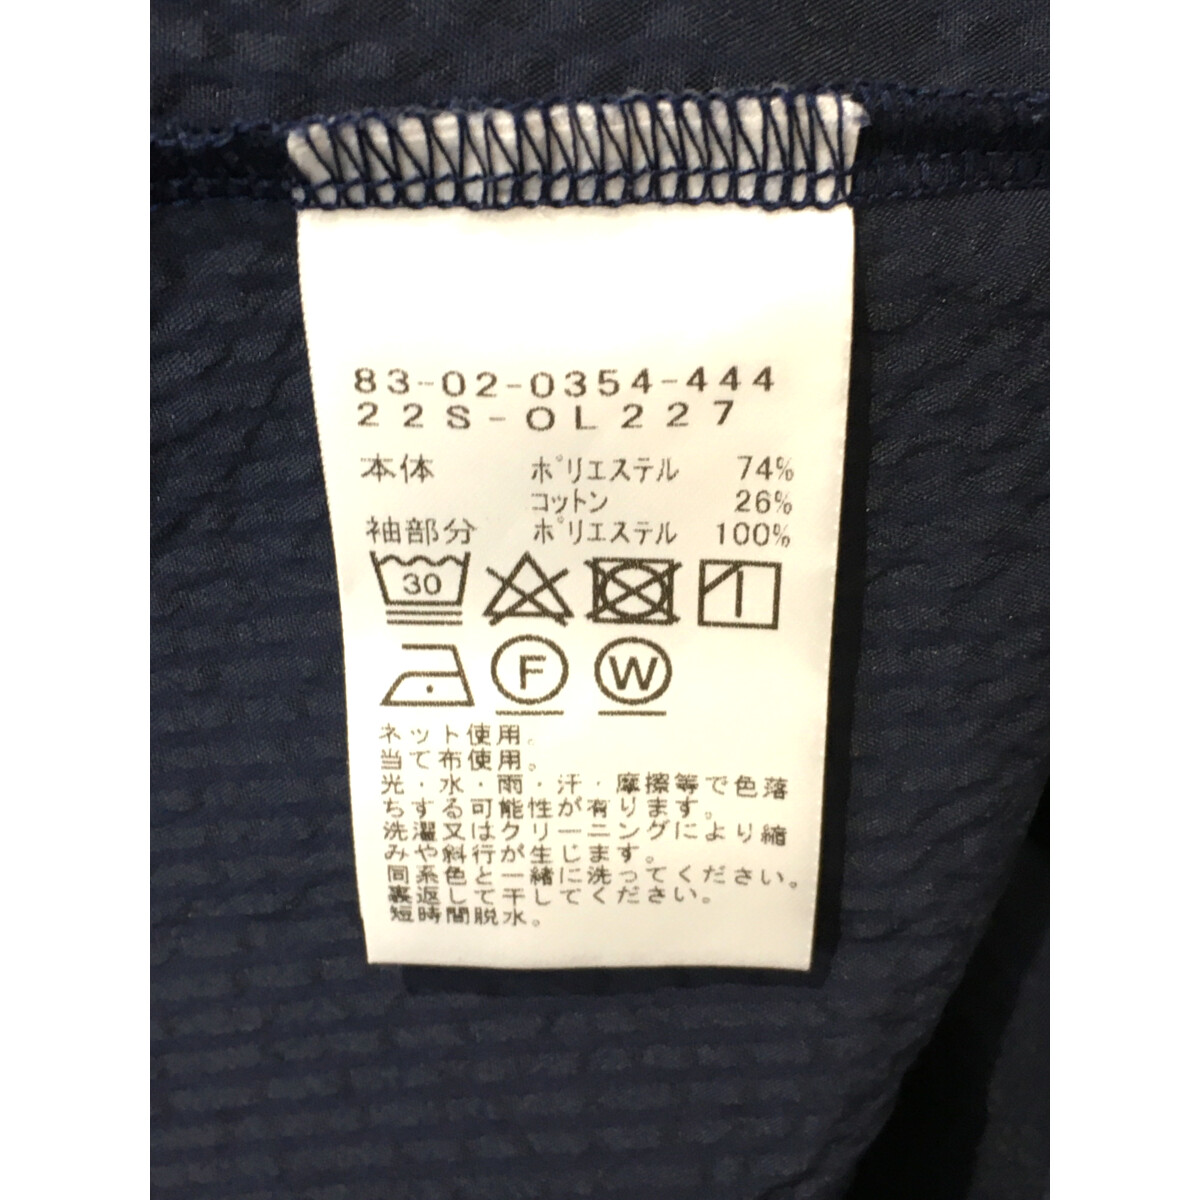 83-02-0354-444
22S-OL227
本体 ポリエステル 74%
コットン 26%
袖部分 ポリエステル 100%
30
F W
ネット使用。
当て布使用。
光・水・雨・汗・摩擦等で色落
ちする可能性が有ります。
洗濯又はクリーニングにより縮
みや斜行が生じます。
同系色と一緒に洗ってください。
裏返して干してください。
短時間脱水。